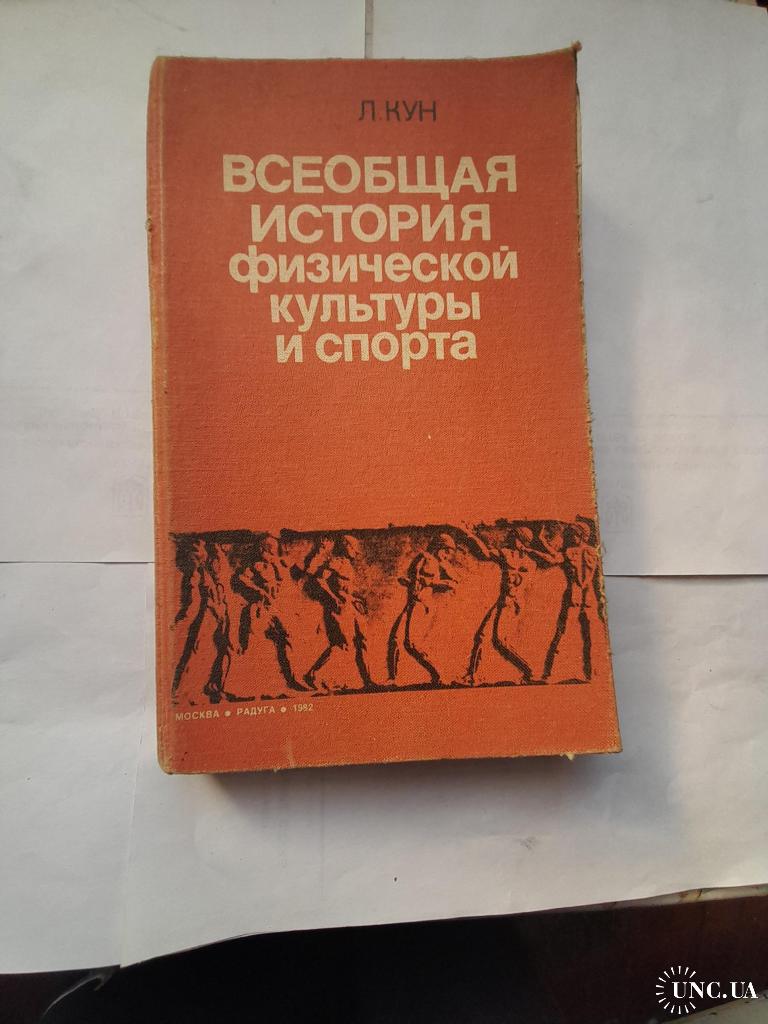 Л.КУН
ВСЕОБЩАЯ
ИСТОРИЯ
физической
культуры
и спорта
МОСКВА ● РАДУГА ● 1982
UNC.UA